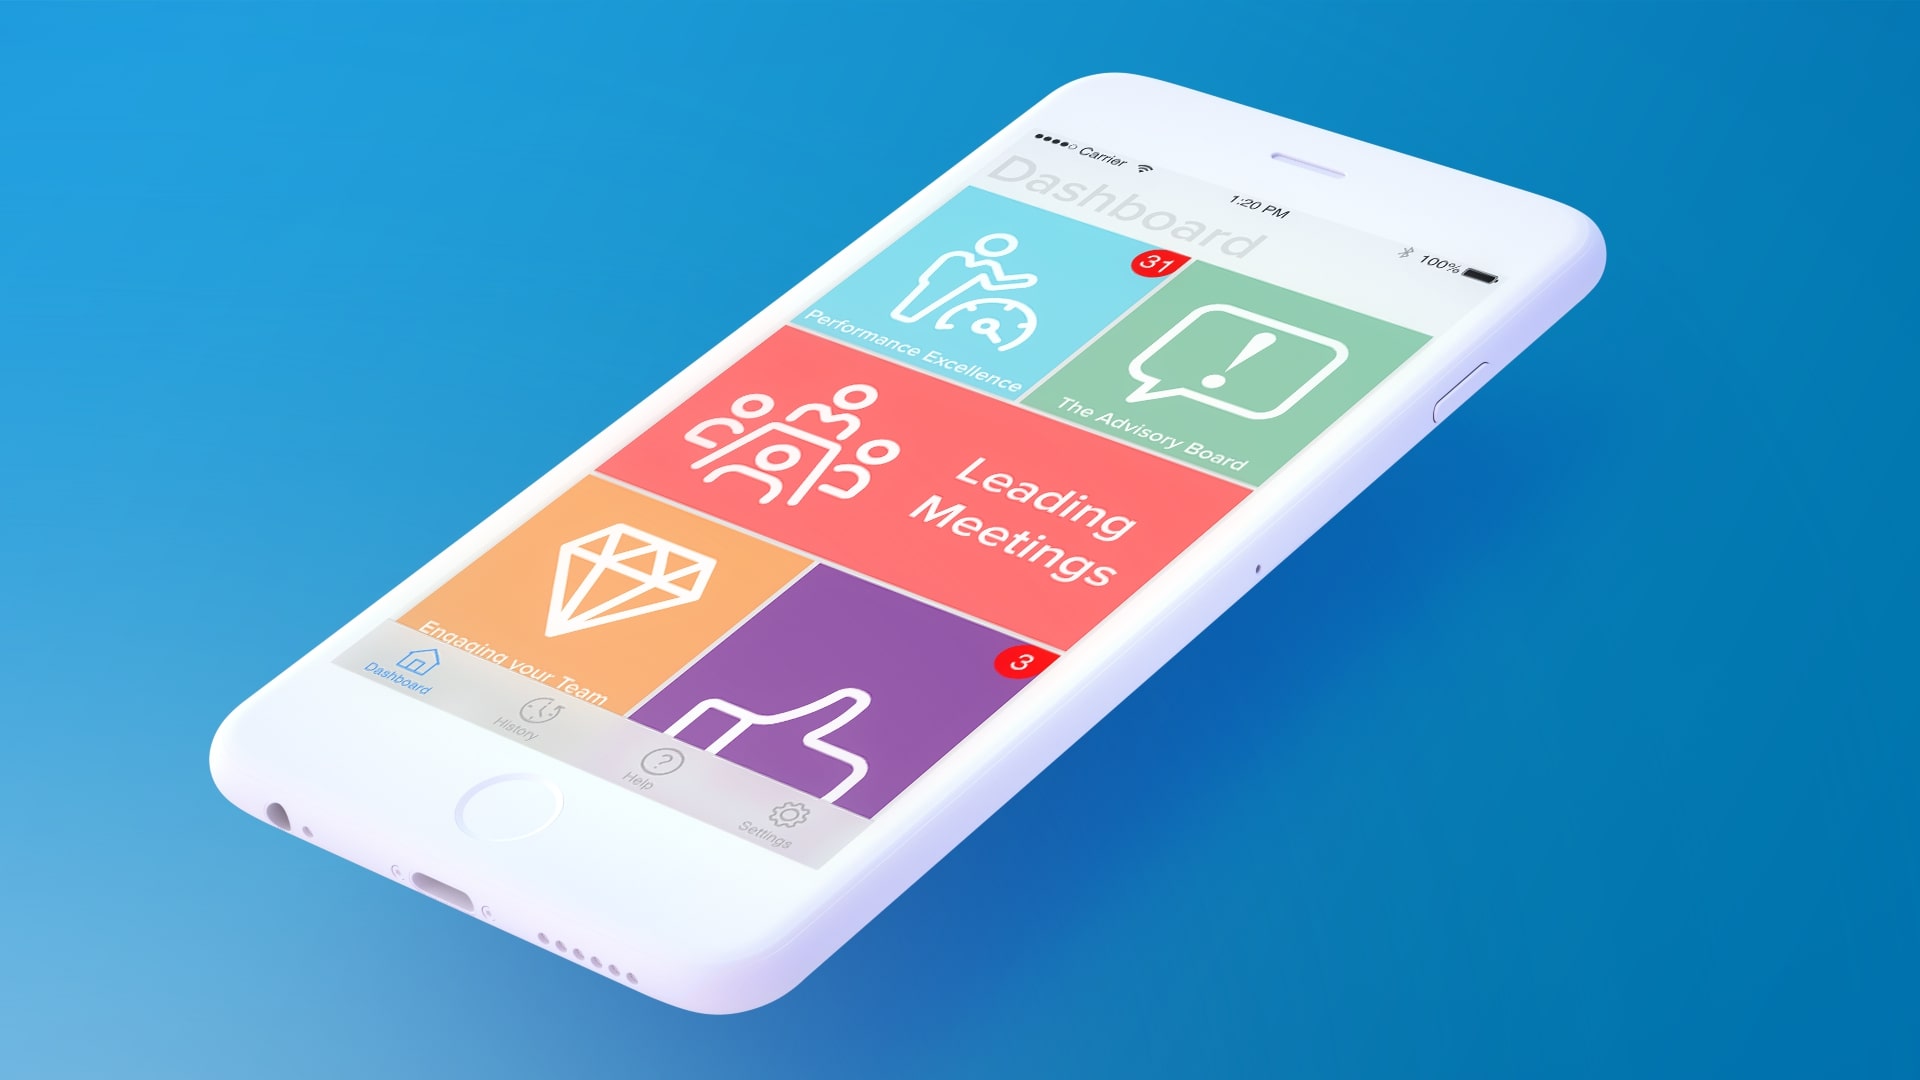 Carrier
1:20 PM
100%
Dashboard
31
Performance Excellence
!
The Advisory Board
Leading
Meetings
Engaging your Team
3
Dashboard
History
?
Help
Settings